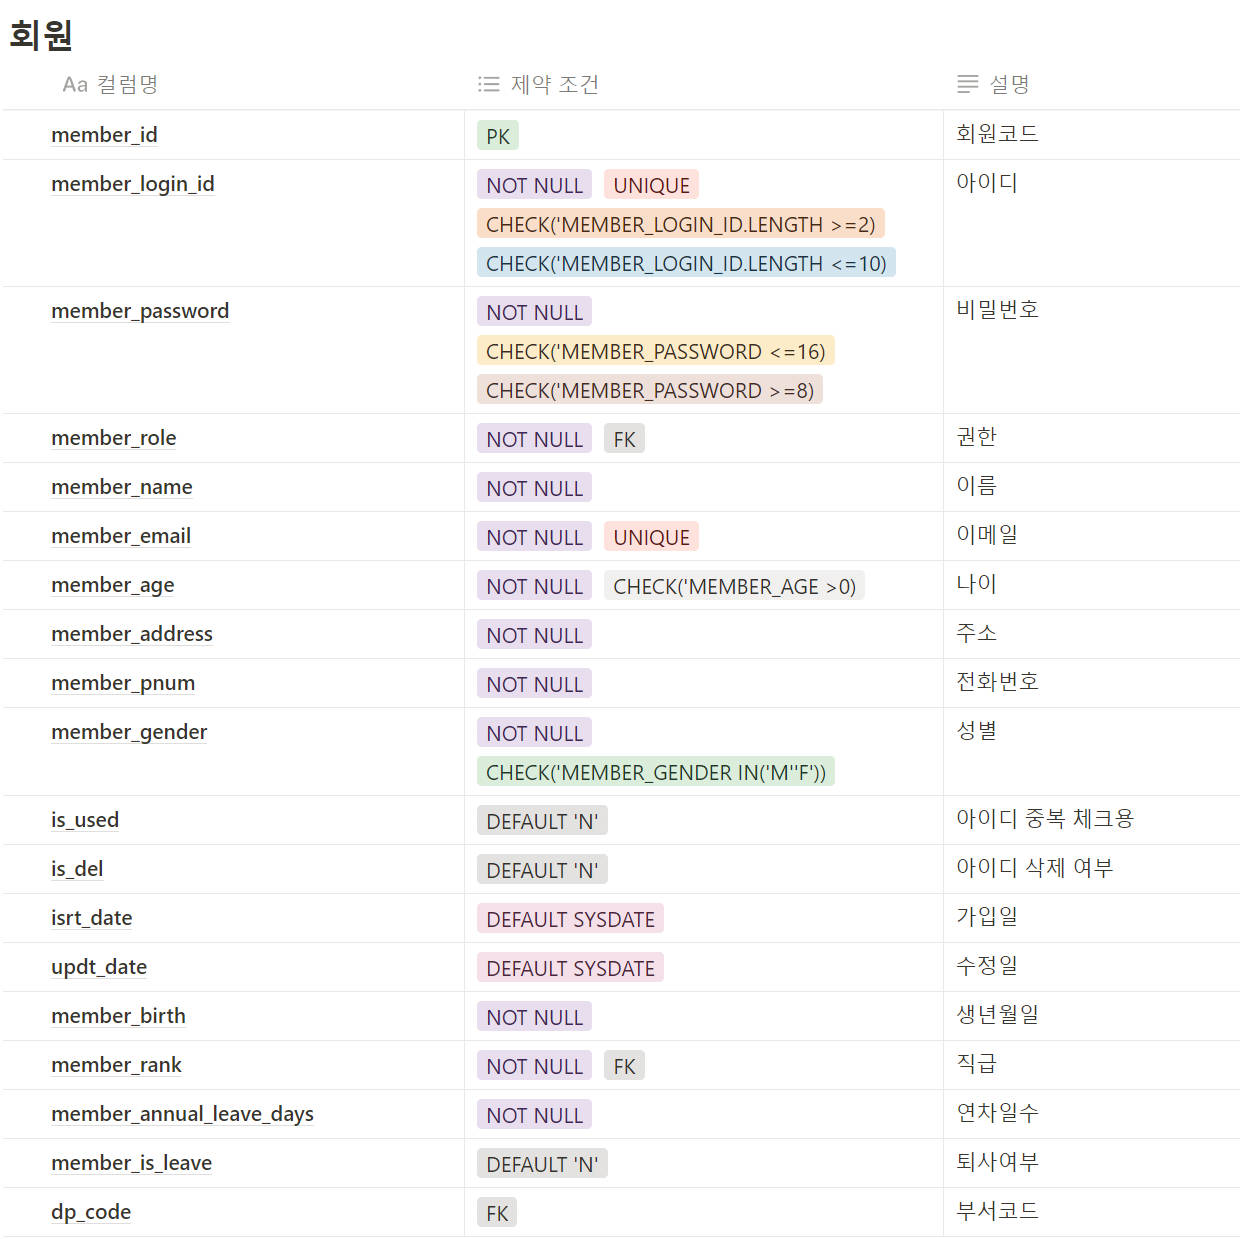 회원
Aa 컬럼명 제약 조건 설명
member_id PK 회원코드
member_login_id NOT NULL UNIQUE 아이디
CHECK('MEMBER_LOGIN_ID.LENGTH >=2)
CHECK('MEMBER_LOGIN_ID.LENGTH <=10)
member_password NOT NULL 비밀번호
CHECK('MEMBER_PASSWORD <=16)
CHECK('MEMBER_PASSWORD >=8)
member_role NOT NULL FK 권한
member_name NOT NULL 이름
member_email NOT NULL UNIQUE 이메일
member_age NOT NULL CHECK('MEMBER_AGE >0) 나이
member_address NOT NULL 주소
member_pnum NOT NULL 전화번호
member_gender NOT NULL 성별
CHECK('MEMBER_GENDER IN('M''F'))
is_used DEFAULT 'N' 아이디 중복 체크용
is_del DEFAULT 'N' 아이디 삭제 여부
isrt_date DEFAULT SYSDATE 가입일
updt_date DEFAULT SYSDATE 수정일
member_birth NOT NULL 생년월일
member_rank NOT NULL FK 직급
member_annual_leave_days NOT NULL 연차일수
member_is_leave DEFAULT 'N' 퇴사여부
dp_code FK 부서코드